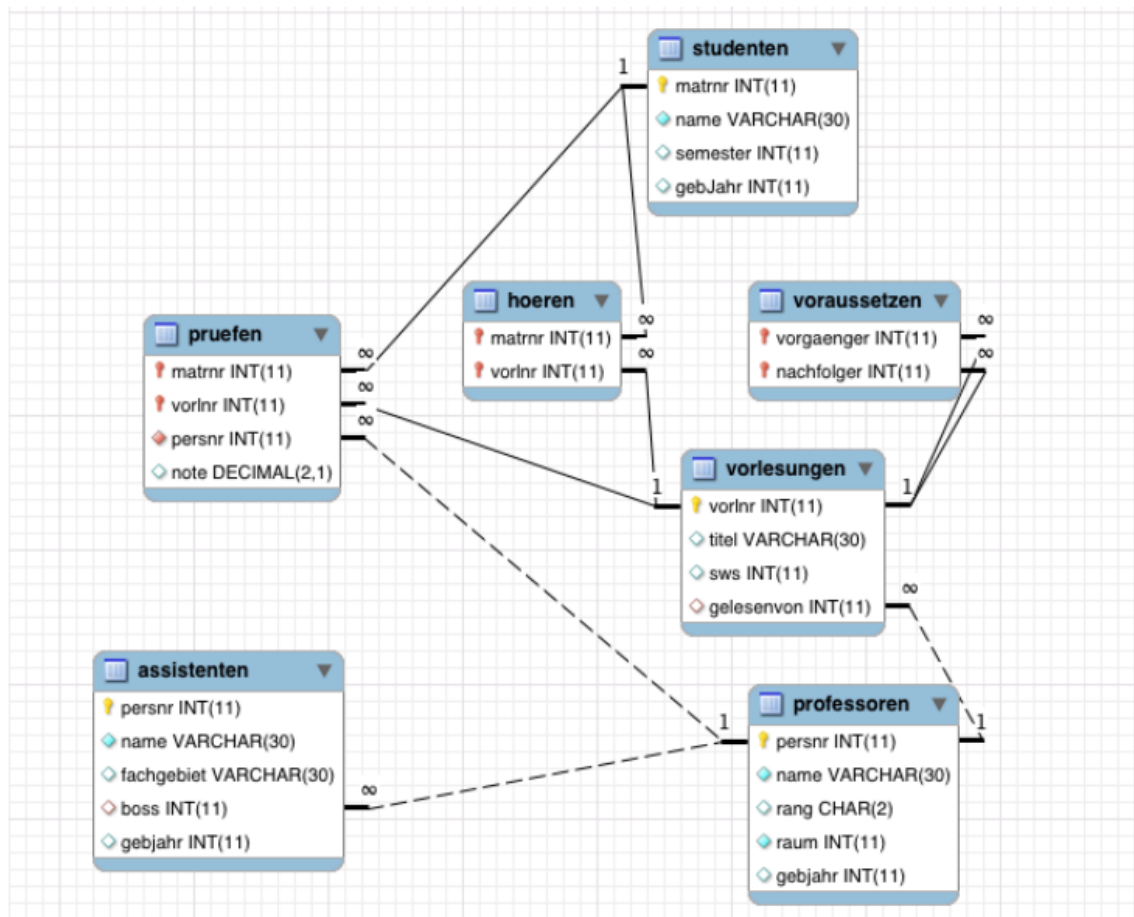 studenten
1
matrnr INT(11)
name VARCHAR(30)
semester INT(11)
gebJahr INT(11)
hoeren
matrnr INT(11)
∞
vorlnr INT(11)
∞
voraussetzen
vorgaenger INT(11)
∞
nachfolger INT(11)
∞
pruefen
matrnr INT(11)
∞
vorlnr INT(11)
∞
persnr INT(11)
∞
note DECIMAL(2,1)
vorlesungen
1
vorlnr INT(11)
1
titel VARCHAR(30)
sws INT(11)
gelesenvon INT(11)
∞
assistenten
persnr INT(11)
name VARCHAR(30)
fachgebiet VARCHAR(30)
boss INT(11)
∞
gebjahr INT(11)
professoren
1
persnr INT(11)
1
name VARCHAR(30)
rang CHAR(2)
raum INT(11)
gebjahr INT(11)